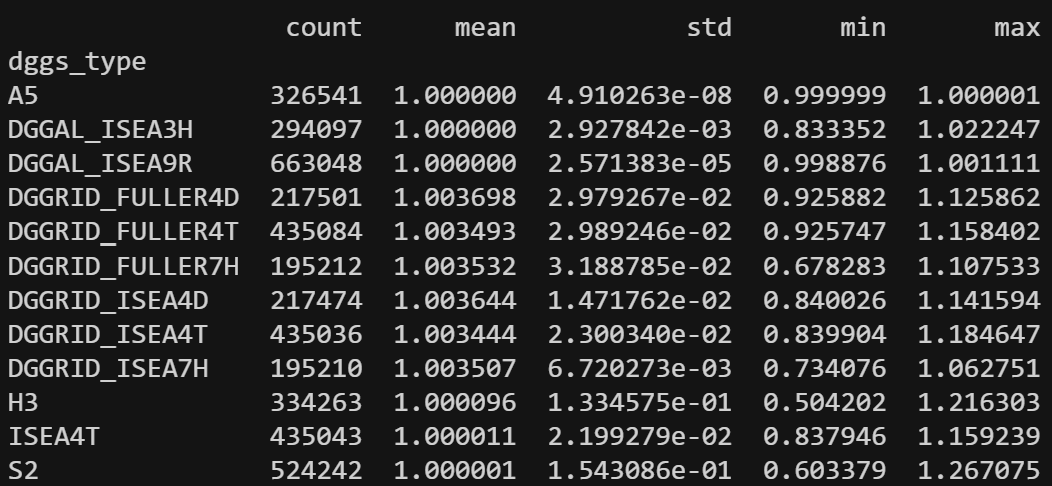 count mean std min max
dggs_type
A5 326541 1.000000 4.910263e-08 0.999999 1.000001
DGGAL_ISEA3H 294097 1.000000 2.927842e-03 0.833352 1.022247
DGGAL_ISEA9R 663048 1.000000 2.571383e-05 0.998876 1.001111
DGGRID_FULLER4D 217501 1.003698 2.979267e-02 0.925882 1.125862
DGGRID_FULLER4T 435084 1.003493 2.989246e-02 0.925747 1.158402
DGGRID_FULLER7H 195212 1.003532 3.188785e-02 0.678283 1.107533
DGGRID_ISEA4D 217474 1.003644 1.471762e-02 0.840026 1.141594
DGGRID_ISEA4T 435036 1.003444 2.300340e-02 0.839904 1.184647
DGGRID_ISEA7H 195210 1.003507 6.720273e-03 0.734076 1.062751
H3 334263 1.000096 1.334575e-01 0.504202 1.216303
ISEA4T 435043 1.000011 2.199279e-02 0.837946 1.159239
S2 524242 1.000001 1.543086e-01 0.603379 1.267075